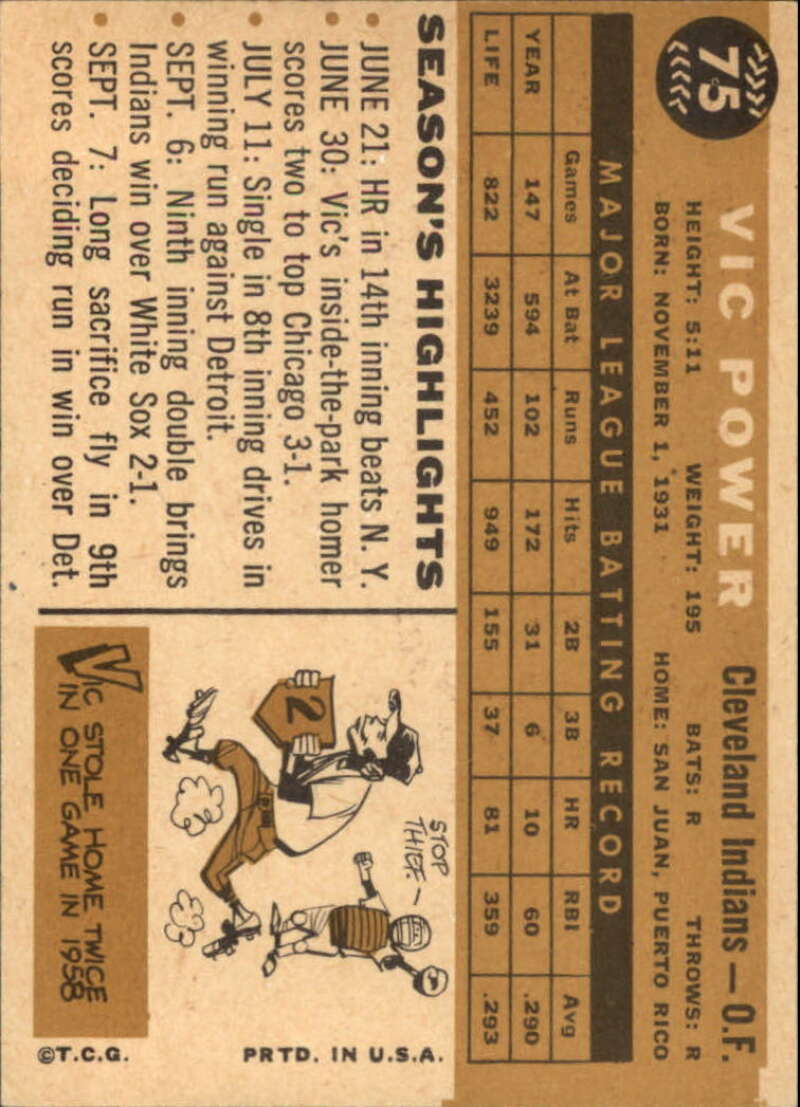 75
VIC POWER Cleveland Indians — O.F.
HEIGHT: 5:11 WEIGHT: 195 BATS: R THROWS: R
BORN: NOVEMBER 1, 1931 HOME: SAN JUAN, PUERTO RICO
MAJOR LEAGUE BATTING RECORD
Games At Bat Runs Hits 2B 3B HR RBI Avg
YEAR 147 594 102 172 31 6 10 60 .290
LIFE 822 3239 452 949 155 37 81 359 .293
SEASON'S HIGHLIGHTS
• JUNE 21: HR in 14th inning beats N. Y.
• JUNE 30: Vic's inside-the-park homer
scores two to top Chicago 3-1.
• JULY 11: Single in 8th inning drives in
winning run against Detroit.
• SEPT. 6: Ninth inning double brings
Indians win over White Sox 2-1.
• SEPT. 7: Long sacrifice fly in 9th
scores deciding run in win over Det.
STOP
THIEF.—
2
VIC STOLE HOME TWICE
IN ONE GAME IN 1958
PRTD. IN U.S.A.
©T.C.G.